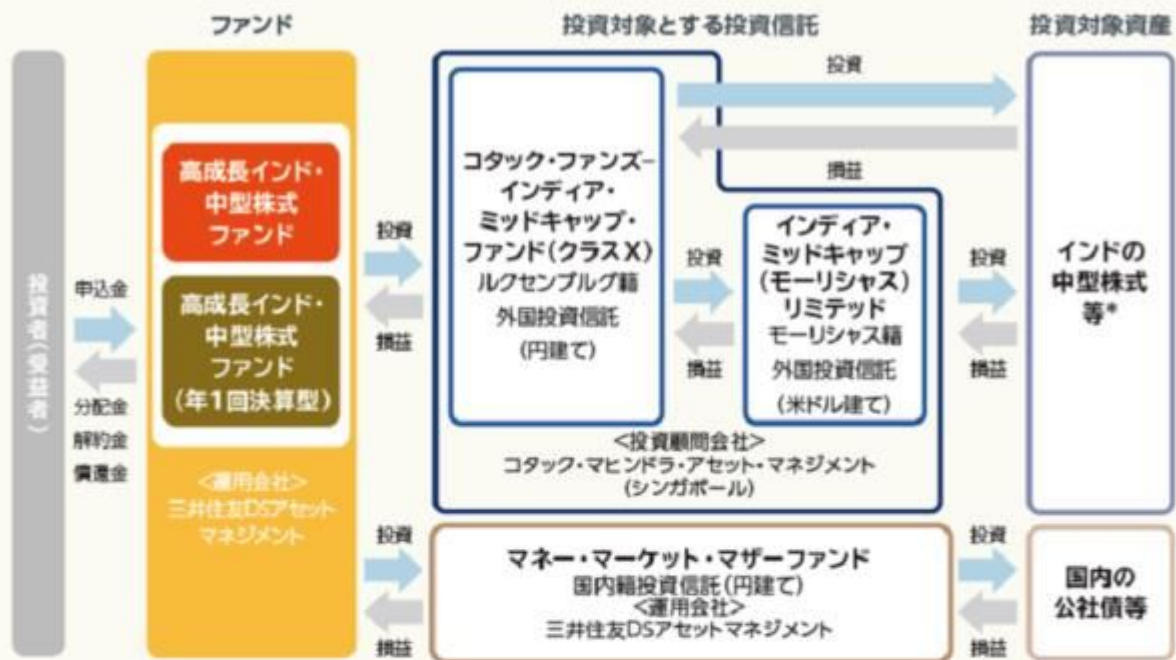 ファンド
投資対象とする投資信託
投資対象資産
投資者(受益者)
申込金
分配金
解約金
償還金
高成長インド・
中型株式
ファンド
高成長インド・
中型株式
ファンド
(年1回決算型)
<運用会社>
三井住友DSアセット
マネジメント
投資
損益
コタック・ファンズ−
インディア・
ミッドキャップ・
ファンド(クラスX)
ルクセンブルグ籍
外国投資信託
(円建て)
投資
損益
投資
損益
インディア・
ミッドキャップ
(モーリシャス)
リミテッド
モーリシャス籍
外国投資信託
(米ドル建て)
<投資顧問会社>
コタック・マヒンドラ・アセット・マネジメント
(シンガポール)
投資
損益
インドの
中型株式
等*
投資
損益
マネー・マーケット・マザーファンド
国内籍投資信託(円建て)
<運用会社>
三井住友DSアセットマネジメント
投資
損益
国内の
公社債等